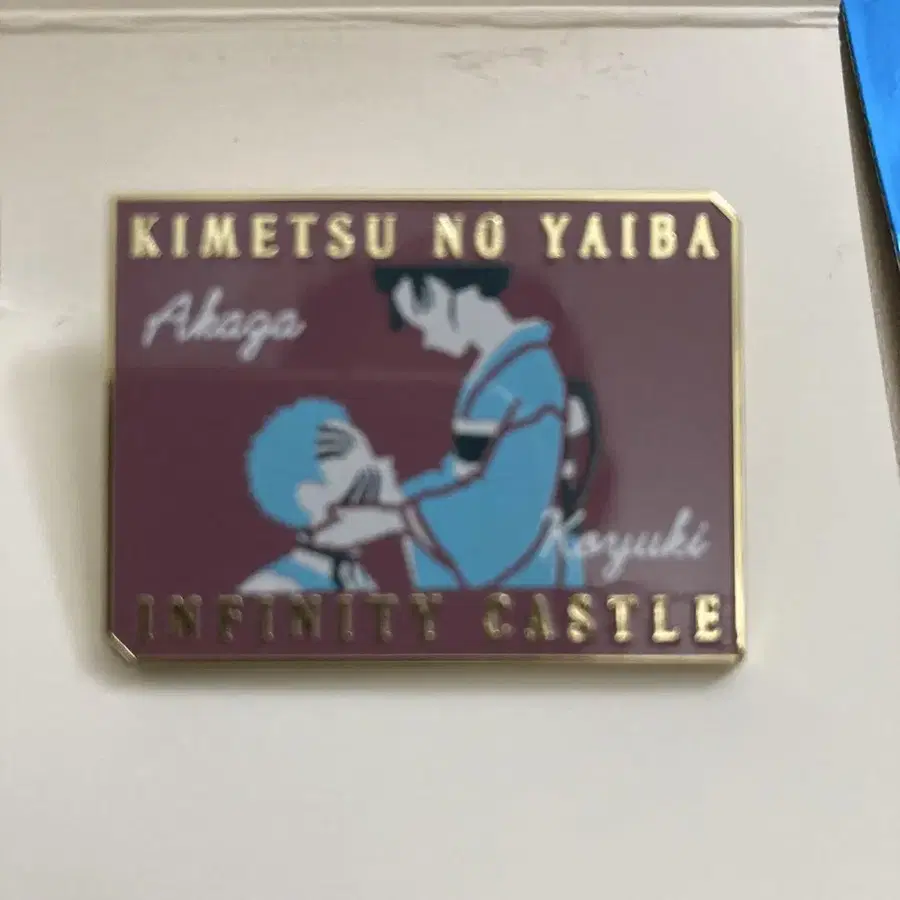 KIMETSU NO YAIBA
Akaza
Koyuki
INFINITY CASTLE